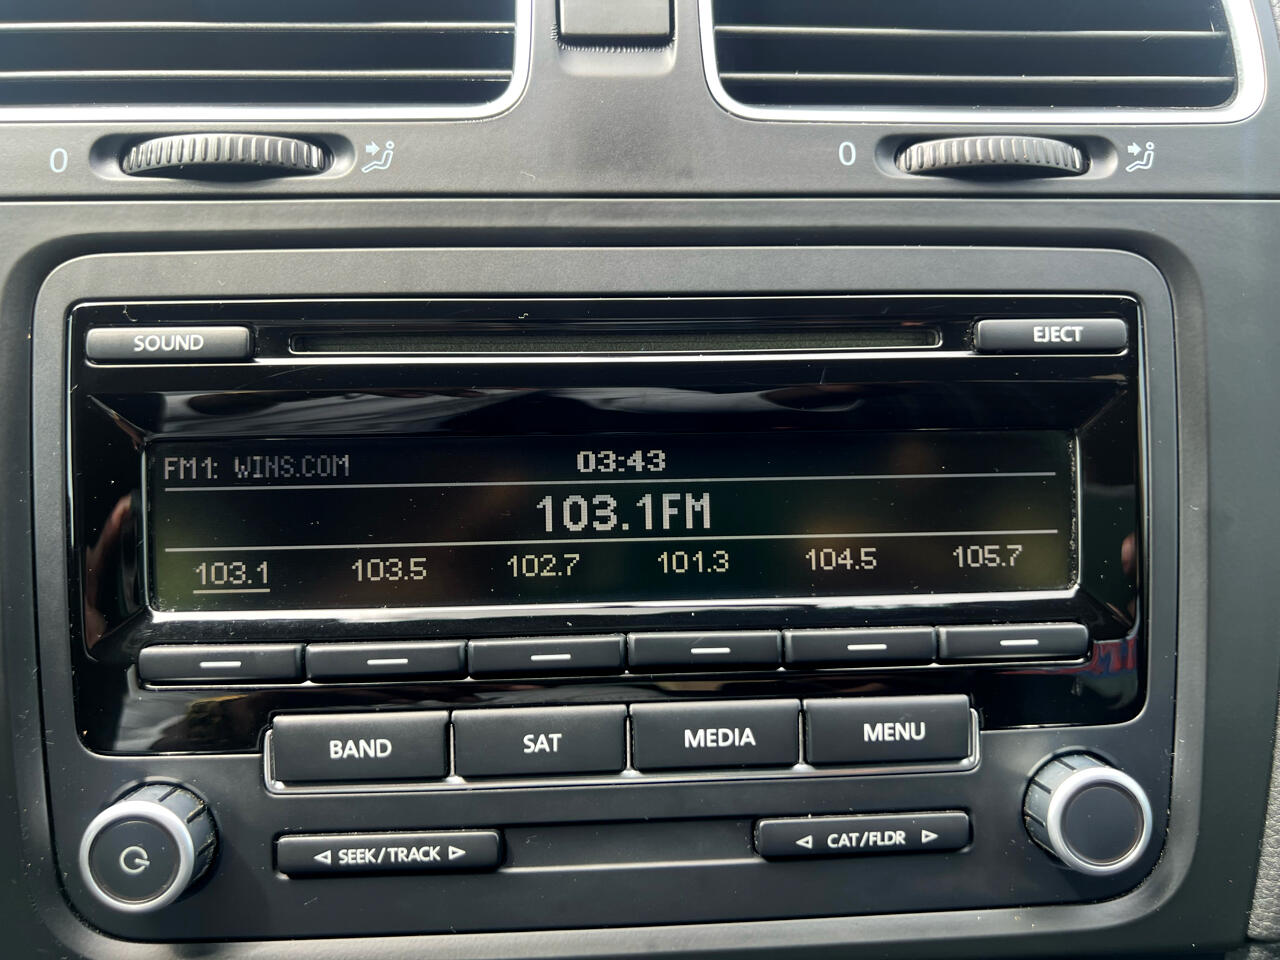 0 0
SOUND EJECT
FM1: WINS.COM 03:43
103.1FM
103.1 103.5 102.7 101.3 104.5 105.7
BAND SAT MEDIA MENU
SEEK/TRACK CAT/FLDR